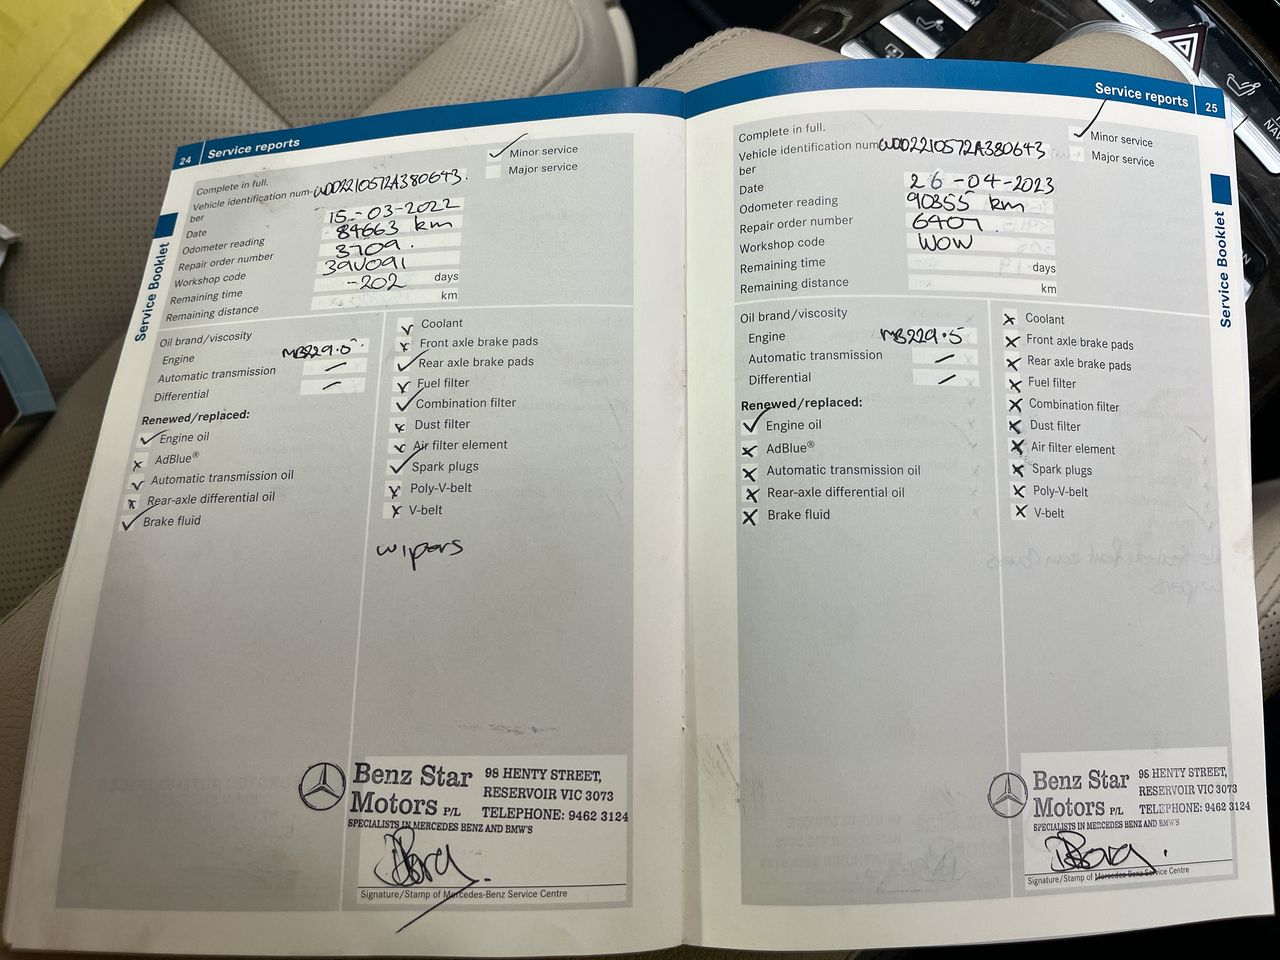 24 Service reports
Minor service
Major service
Complete in full.
Vehicle identification num- WDD2210572A380643.
ber
Date 15-03-2022
Odometer reading 84663 km
Repair order number 3709.
Workshop code 39V091
Remaining time -202 days
Remaining distance km
Service Booklet
Oil brand/viscosity
Engine MB229.5.
Automatic transmission —
Differential —
Renewed/replaced:
Engine oil
AdBlue®
Automatic transmission oil
Rear-axle differential oil
Brake fluid
Coolant
Front axle brake pads
Rear axle brake pads
Fuel filter
Combination filter
Dust filter
Air filter element
Spark plugs
Poly-V-belt
V-belt
wipers
Benz Star
Motors P/L
98 HENTY STREET,
RESERVOIR VIC 3073
TELEPHONE: 9462 3124
SPECIALISTS IN MERCEDES BENZ AND BMW'S
Signature/Stamp of Mercedes-Benz Service Centre
Service reports 25
Minor service
Major service
Complete in full.
Vehicle identification num WDD2210572A380643
ber
Date 26-04-2023
Odometer reading 90355 km
Repair order number 6407
Workshop code WOW
Remaining time days
Remaining distance km
Service Booklet
Oil brand/viscosity
Engine MB229.5
Automatic transmission —
Differential —
Renewed/replaced:
Engine oil
AdBlue®
Automatic transmission oil
Rear-axle differential oil
Brake fluid
Coolant
Front axle brake pads
Rear axle brake pads
Fuel filter
Combination filter
Dust filter
Air filter element
Spark plugs
Poly-V-belt
V-belt
Benz Star
Motors P/L
98 HENTY STREET,
RESERVOIR VIC 3073
TELEPHONE: 9462 3124
SPECIALISTS IN MERCEDES BENZ AND BMW'S
Signature/Stamp of Mercedes-Benz Service Centre